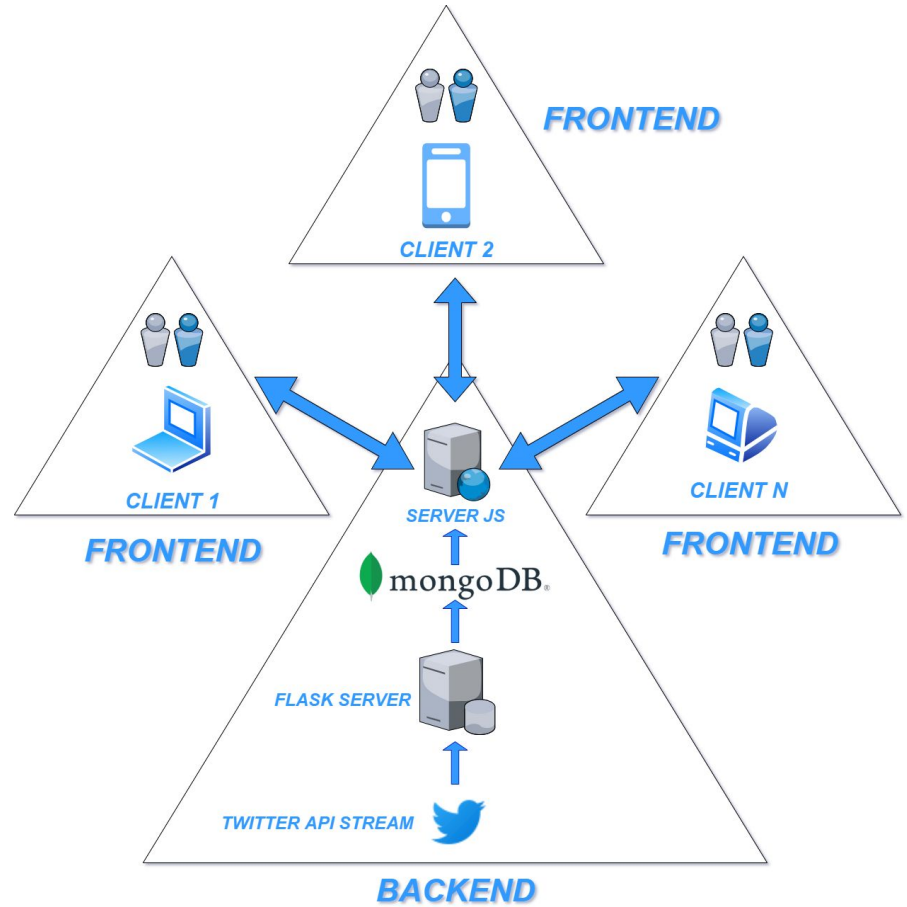 FRONTEND
CLIENT 2
CLIENT 1
FRONTEND
CLIENT N
FRONTEND
SERVER JS
mongoDB®
FLASK SERVER
TWITTER API STREAM
BACKEND